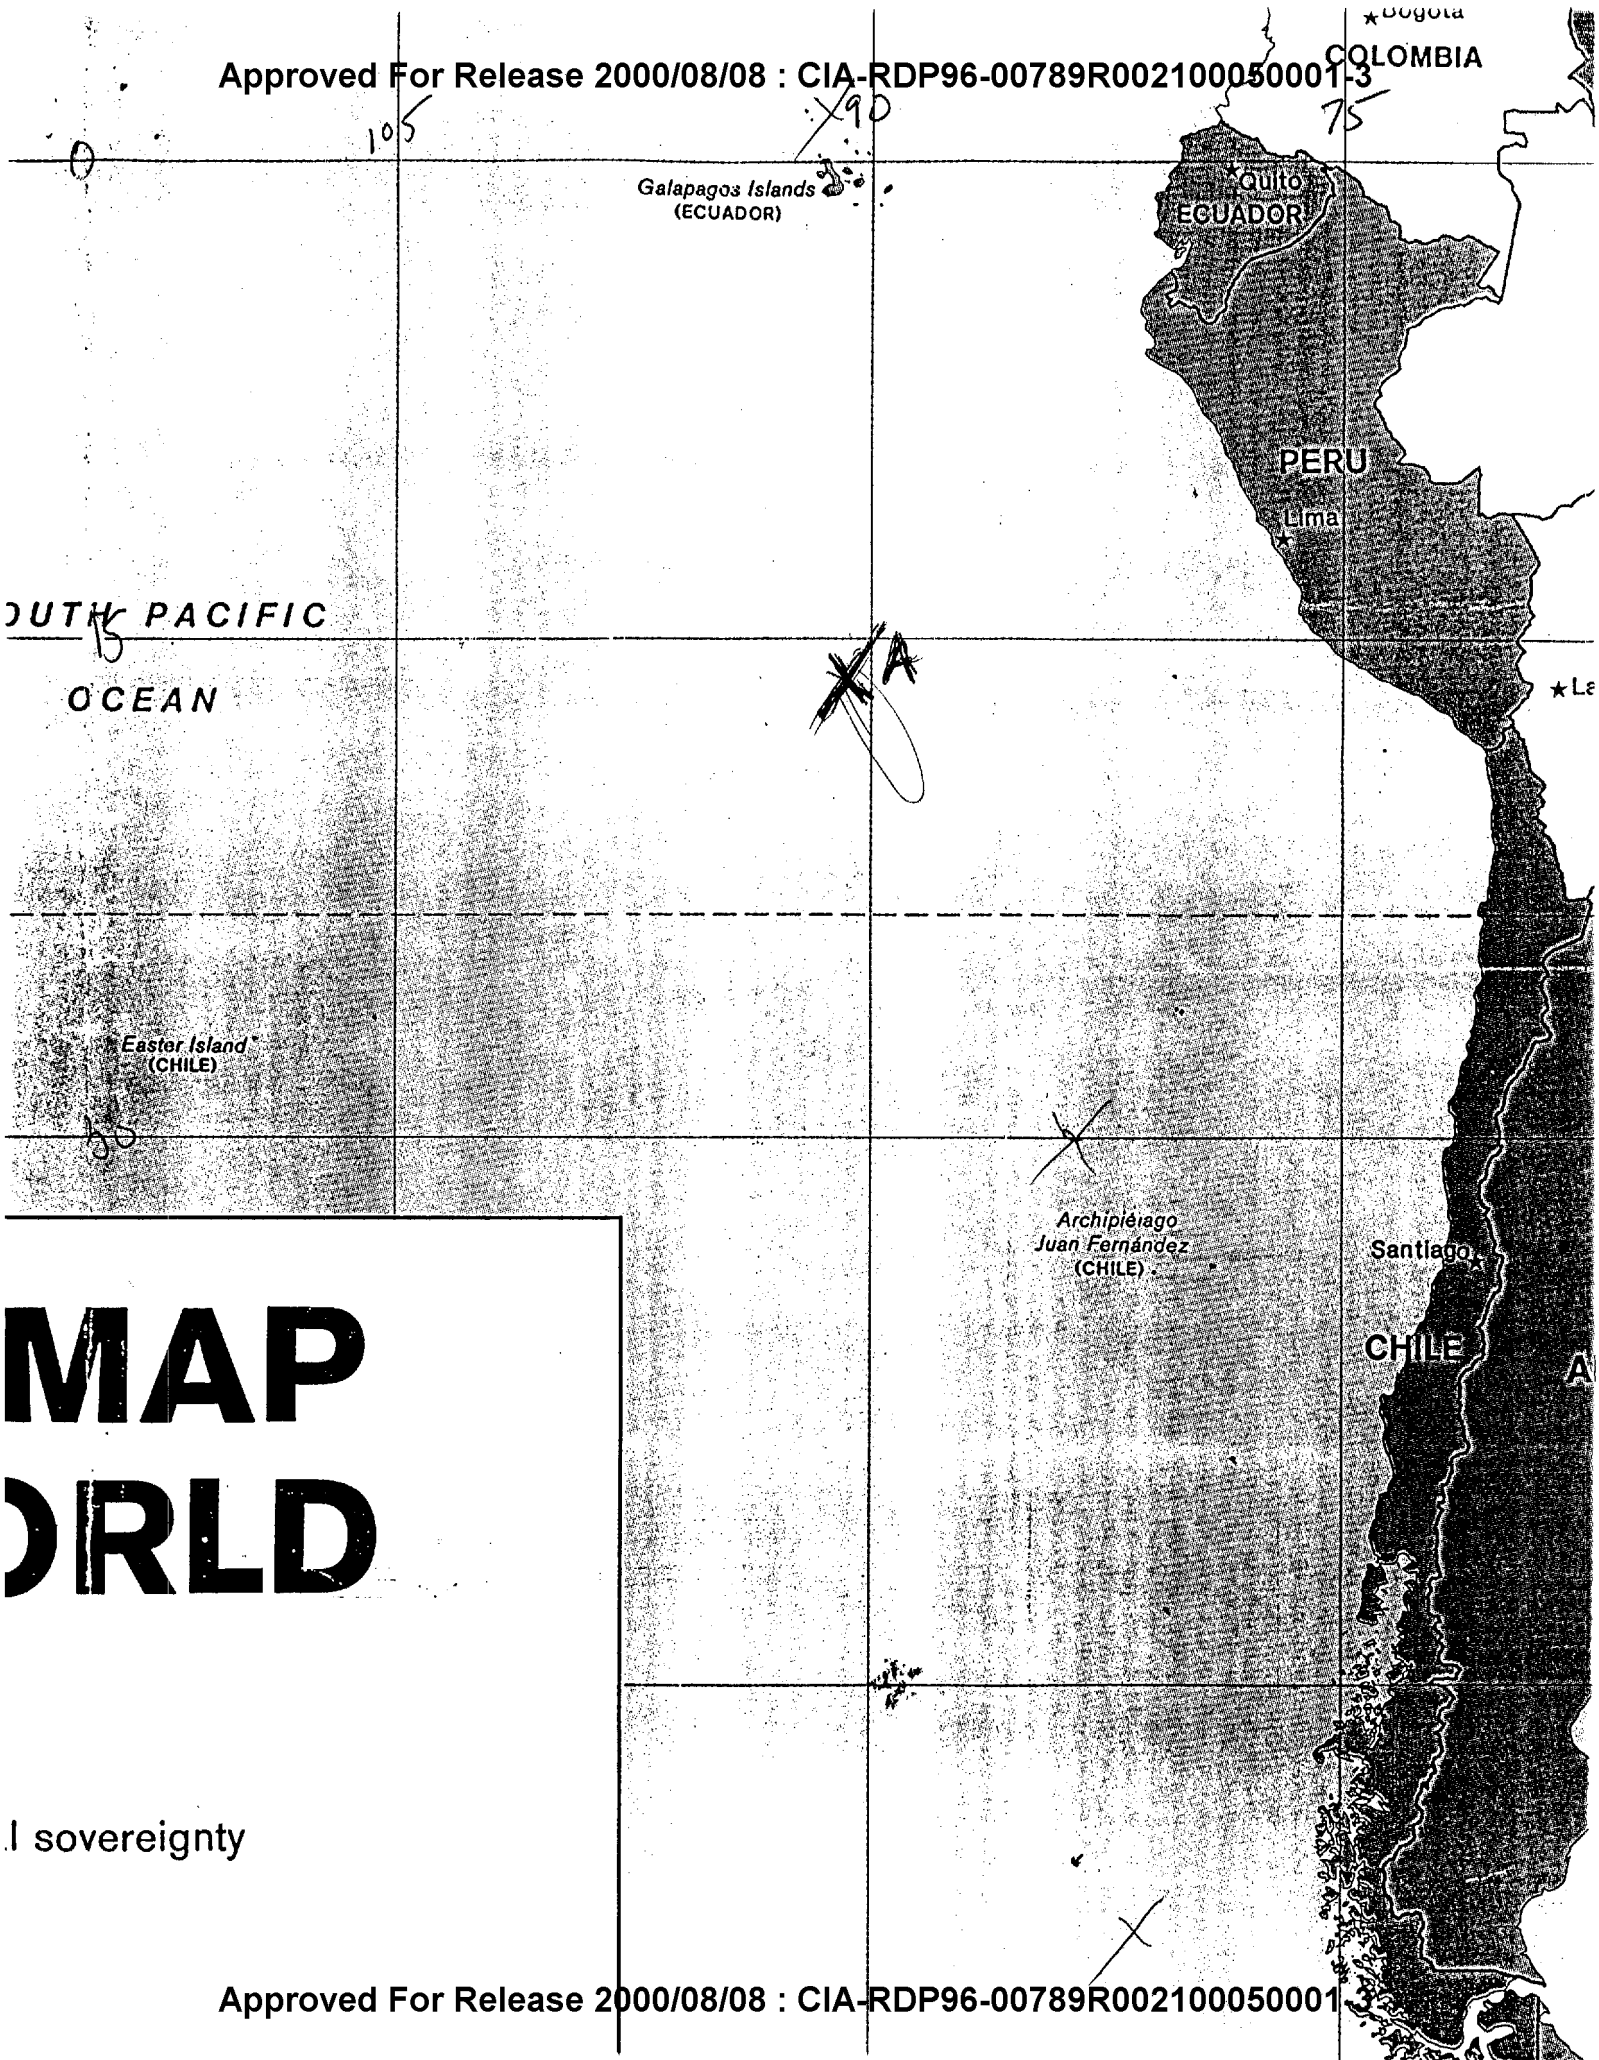 COLOMBIA
Approved For Release 2000/08/08 : CIA-RDP96-00789R002100050001-3
105
90
75
0
Galapagos Islands
(ECUADOR)
Quito
ECUADOR
PERU
Lima
SOUTH PACIFIC
15
A
OCEAN
Easter Island
(CHILE)
30
Archipiélago
Juan Fernández
(CHILE)
Santiago
CHILE
MAP
ORLD
sovereignty
Approved For Release 2000/08/08 : CIA-RDP96-00789R002100050001